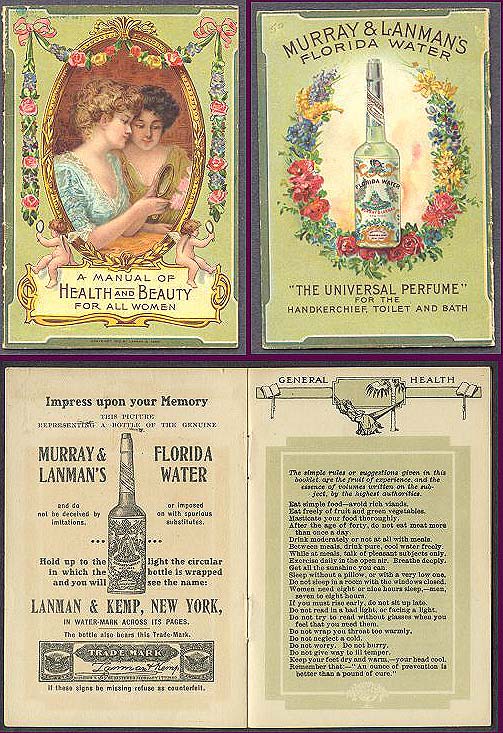 A MANUAL OF
HEALTH AND BEAUTY
FOR ALL WOMEN
MURRAY & LANMAN'S
FLORIDA WATER
FLORIDA WATER
"THE UNIVERSAL PERFUME"
FOR THE
HANDKERCHIEF, TOILET AND BATH
Impress upon your Memory
THIS PICTURE
REPRESENTING A BOTTLE OF THE GENUINE
MURRAY & FLORIDA
LANMAN'S WATER
and do or imposed
not be deceived by on with spurious
imitations. substitutes.
Hold up to the light the circular
in which the bottle is wrapped
and you will see the name:
LANMAN & KEMP, NEW YORK,
IN WATER-MARK ACROSS ITS PAGES.
The bottle also bears this Trade-Mark.
TRADE MARK
Lanman & Kemp
If these signs be missing refuse as counterfeit.
GENERAL HEALTH
The simple rules or suggestions given in this
booklet, are the fruit of experience, and the
essence of volumes written on the sub-
ject, by the highest authorities.
Eat simple food—avoid rich viands.
Eat freely of fruit and green vegetables.
Masticate your food thoroughly.
After the age of forty, do not eat meat more
than once a day.
Drink moderately or not at all with meals.
Between meals, drink pure, cool water freely.
While at meals, talk of pleasant subjects only.
Exercise daily in the open air. Breathe deeply.
Get all the sunshine you can.
Sleep without a pillow, or with a very low one.
Do not sleep in a room with the windows closed.
Women need eight or nine hours sleep,—men,
seven to eight hours.
If you must rise early, do not sit up late.
Do not read in a bad light, or facing a light.
Do not try to read without glasses when you
feel that you need them.
Do not wrap you throat too warmly.
Do not neglect a cold.
Do not worry. Do not hurry.
Do not give way to ill temper.
Keep your feet dry and warm,—your head cool.
Remember that:—"An ounce of prevention is
better than a pound of cure."